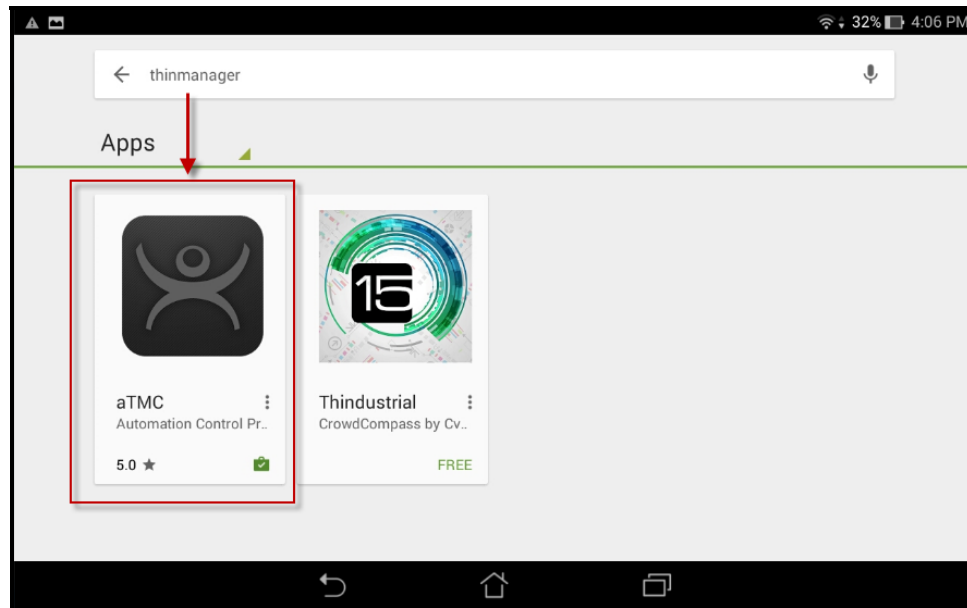 32% 4:06 PM
thinmanager
Apps
15
aTMC
Automation Control Pr..
5.0
Thindustrial
CrowdCompass by Cv..
FREE